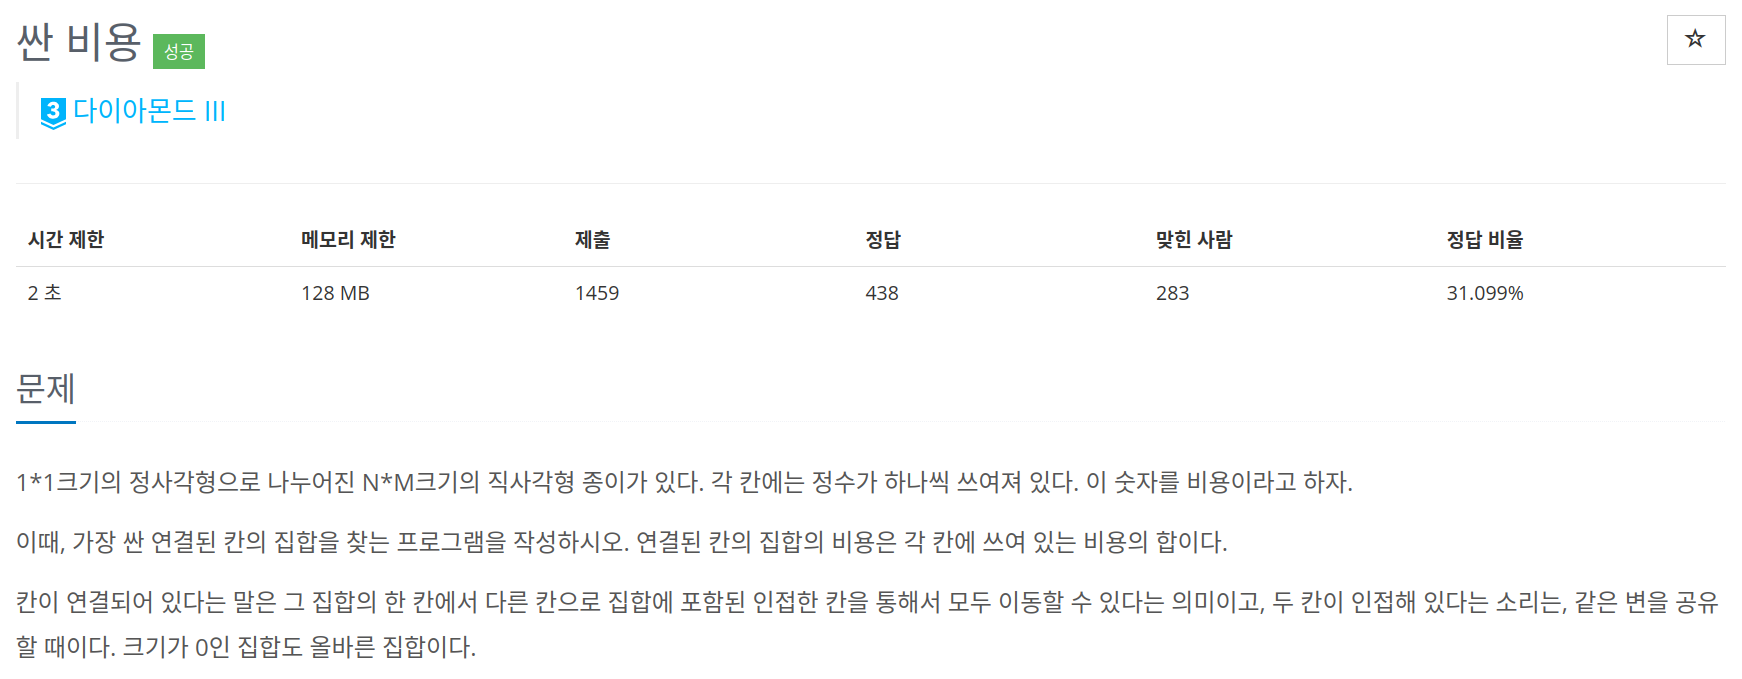 싼 비용 성공
☆
3 다이아몬드 III
시간 제한 메모리 제한 제출 정답 맞힌 사람 정답 비율
2 초 128 MB 1459 438 283 31.099%
문제
1*1크기의 정사각형으로 나누어진 N*M크기의 직사각형 종이가 있다. 각 칸에는 정수가 하나씩 쓰여져 있다. 이 숫자를 비용이라고 하자.
이때, 가장 싼 연결된 칸의 집합을 찾는 프로그램을 작성하시오. 연결된 칸의 집합의 비용은 각 칸에 쓰여 있는 비용의 합이다.
칸이 연결되어 있다는 말은 그 집합의 한 칸에서 다른 칸으로 집합에 포함된 인접한 칸을 통해서 모두 이동할 수 있다는 의미이고, 두 칸이 인접해 있다는 소리는, 같은 변을 공유
할 때이다. 크기가 0인 집합도 올바른 집합이다.